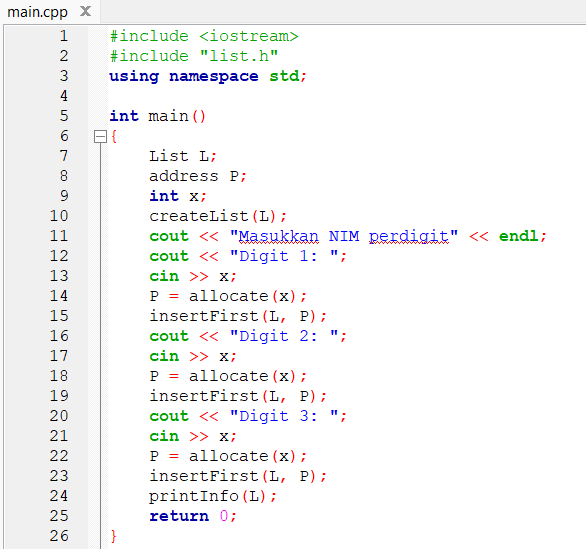 main.cpp X
1 #include <iostream>
2 #include "list.h"
3 using namespace std;
4
5 int main()
6 {
7 List L;
8 address P;
9 int x;
10 createList(L);
11 cout << "Masukkan NIM perdigit" << endl;
12 cout << "Digit 1: ";
13 cin >> x;
14 P = allocate(x);
15 insertFirst(L, P);
16 cout << "Digit 2: ";
17 cin >> x;
18 P = allocate(x);
19 insertFirst(L, P);
20 cout << "Digit 3: ";
21 cin >> x;
22 P = allocate(x);
23 insertFirst(L, P);
24 printInfo(L);
25 return 0;
26 }